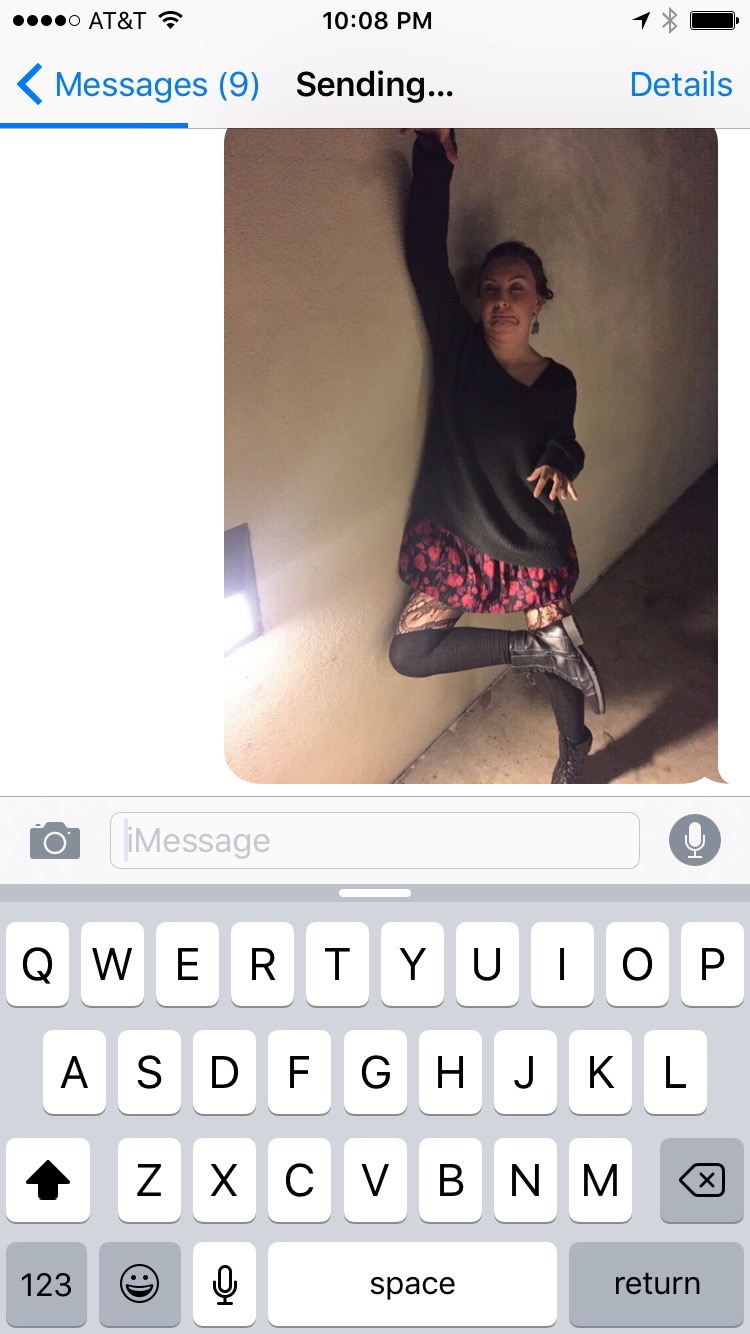 AT&T 10:08 PM
Messages (9) Sending... Details
iMessage
Q W E R T Y U I O P
A S D F G H J K L
Z X C V B N M
123 space return